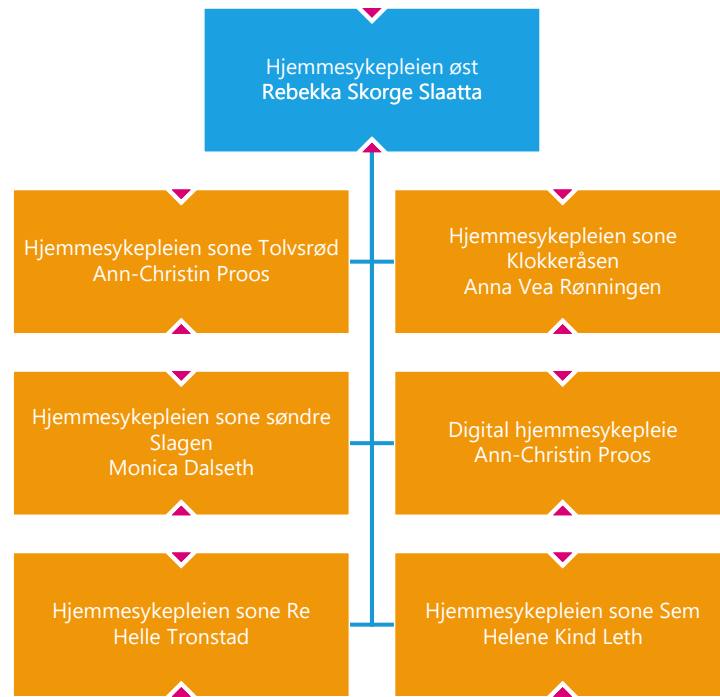 Hjemmesykepleien øst
Rebekka Skorge Slaatta
Hjemmesykepleien sone Tolvsrød
Ann-Christin Proos
Hjemmesykepleien sone
Klokkeråsen
Anna Vea Rønningen
Hjemmesykepleien sone søndre
Slagen
Monica Dalseth
Digital hjemmesykepleie
Ann-Christin Proos
Hjemmesykepleien sone Re
Helle Tronstad
Hjemmesykepleien sone Sem
Helene Kind Leth